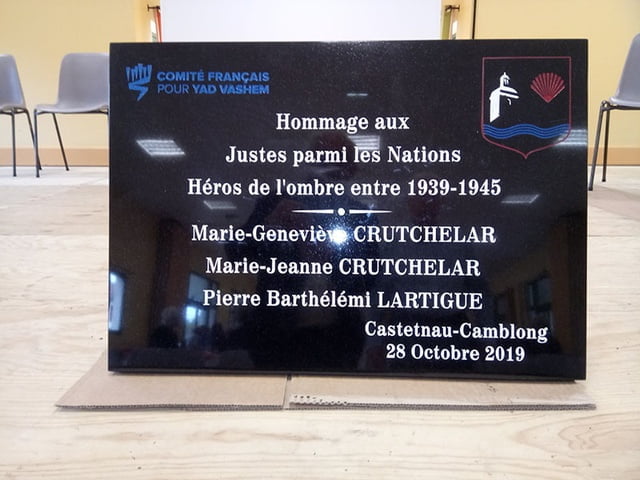 COMITÉ FRANÇAIS
POUR YAD VASHEM
Hommage aux
Justes parmi les Nations
Héros de l'ombre entre 1939-1945
Marie-Geneviève CRUTCHELAR
Marie-Jeanne CRUTCHELAR
Pierre Barthélémi LARTIGUE
Castetnau-Camblong
28 Octobre 2019